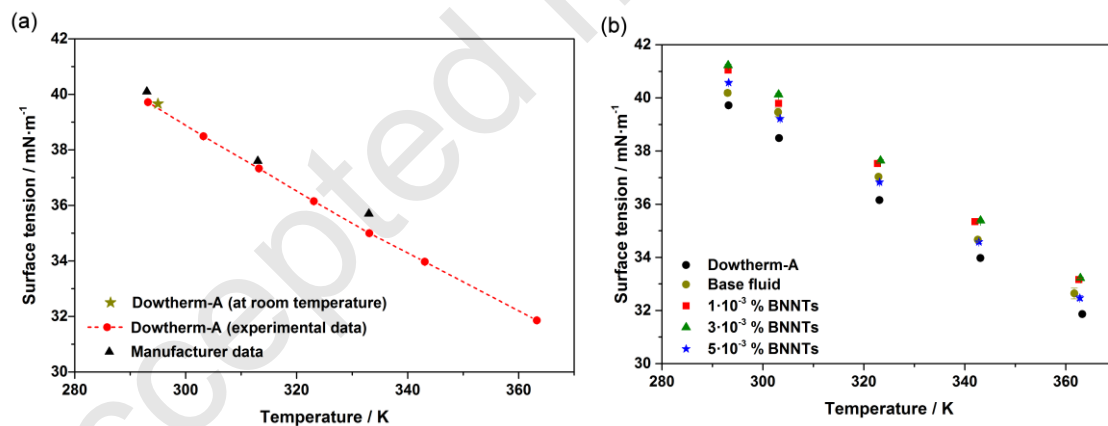 (a)
42
40
38
36
34
32
30
280
300
320
340
360
Surface tension / mN·m⁻¹
Temperature / K
Dowtherm-A (at room temperature)
Dowtherm-A (experimental data)
Manufacturer data
(b)
42
40
38
36
34
32
30
280
300
320
340
360
Surface tension / mN·m⁻¹
Temperature / K
Dowtherm-A
Base fluid
1·10⁻³ % BNNTs
3·10⁻³ % BNNTs
5·10⁻³ % BNNTs
cepted